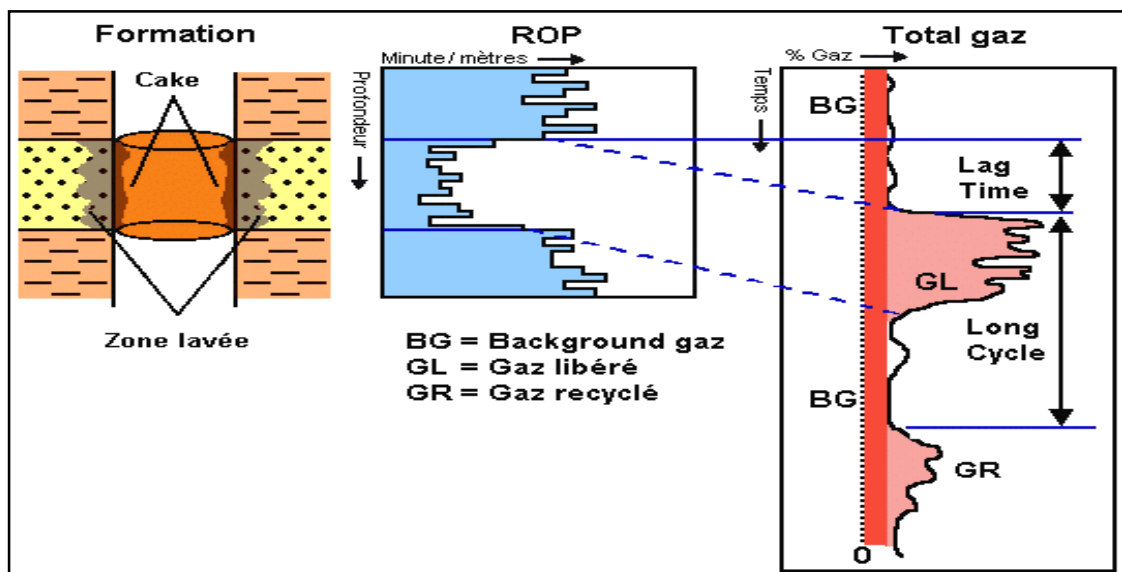 Formation
Cake
Zone lavée
ROP
Minute / mètres
Profondeur
BG = Background gaz
GL = Gaz libéré
GR = Gaz recyclé
Total gaz
% Gaz
Temps
BG
Lag
Time
GL
Long
Cycle
BG
GR
0